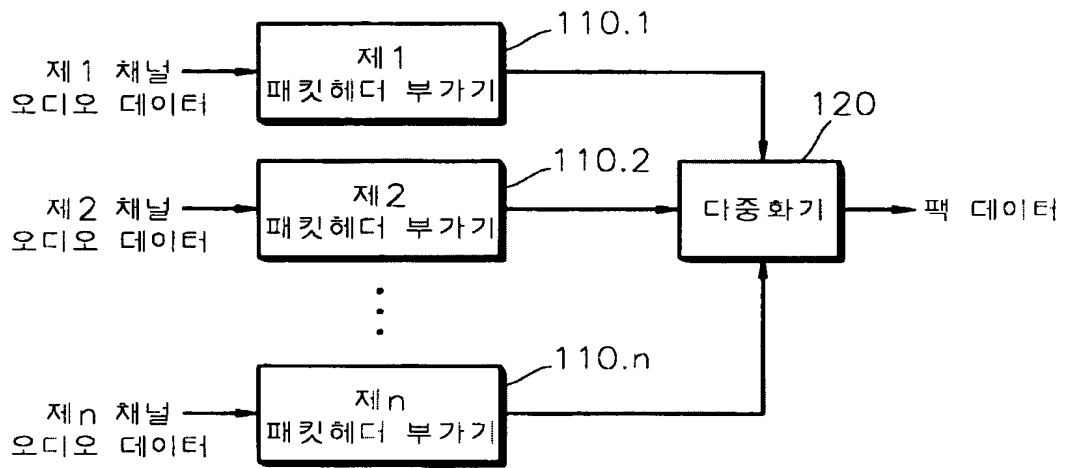 110.1
제1
패킷헤더 부가기
제1 채널
오디오 데이터
120
110.2
제2
패킷헤더 부가기
제2 채널
오디오 데이터
다중화기
팩 데이터
110.n
제n
패킷헤더 부가기
제n 채널
오디오 데이터